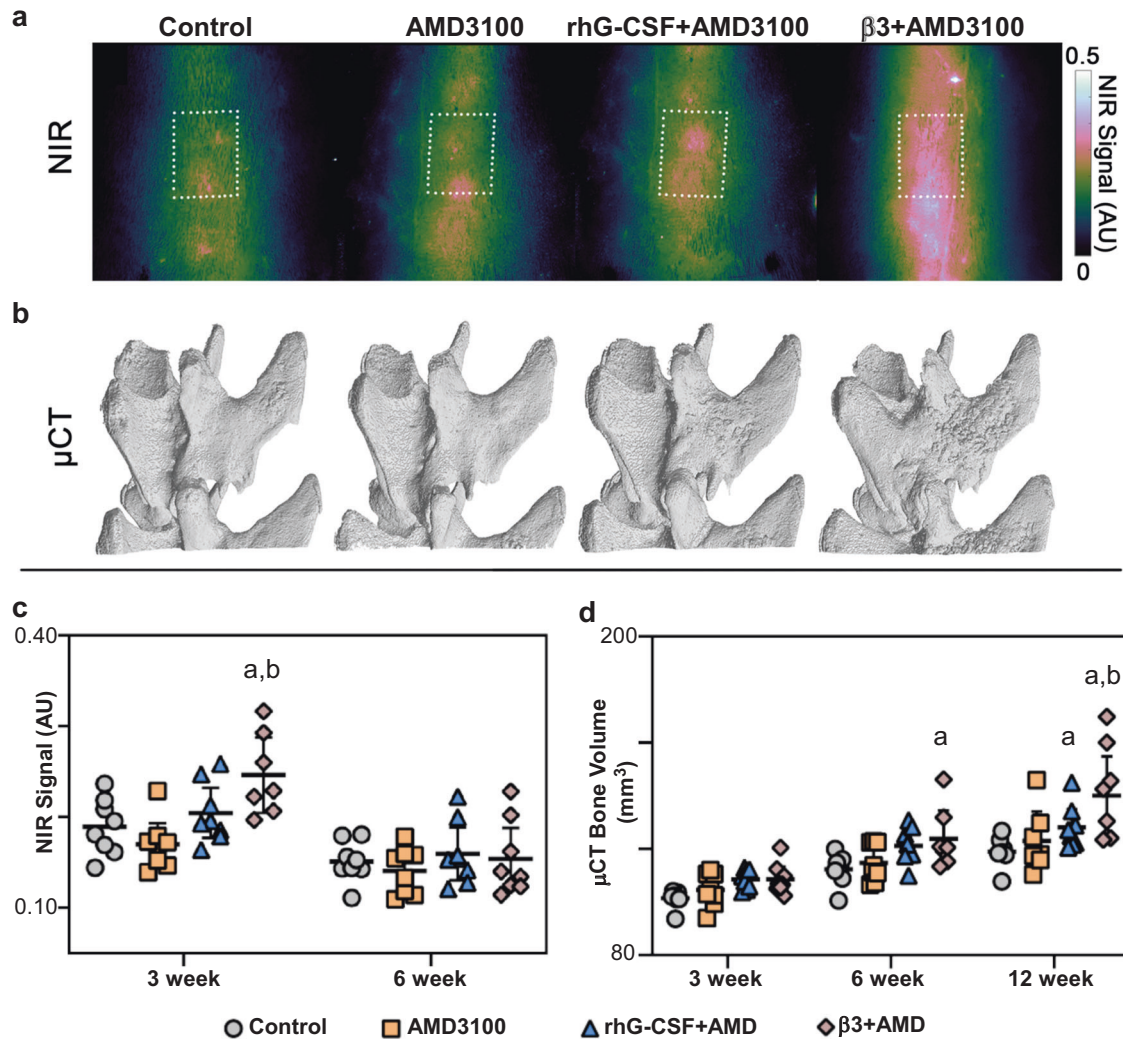 a
Control AMD3100 rhG-CSF+AMD3100 β3+AMD3100
NIR
0.5
NIR Signal (AU)
0
b
µCT
c
0.40
a,b
NIR Signal (AU)
0.10
3 week 6 week
d
200
a,b
a a
µCT Bone Volume
(mm³)
80
3 week 6 week 12 week
Control AMD3100 rhG-CSF+AMD β3+AMD